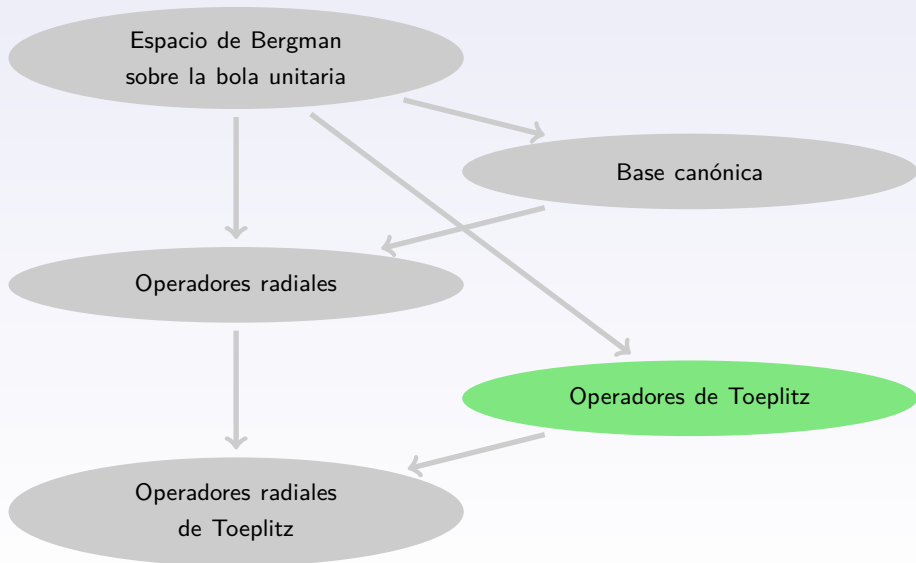 Espacio de Bergman
sobre la bola unitaria
Base canónica
Operadores radiales
Operadores de Toeplitz
Operadores radiales
de Toeplitz